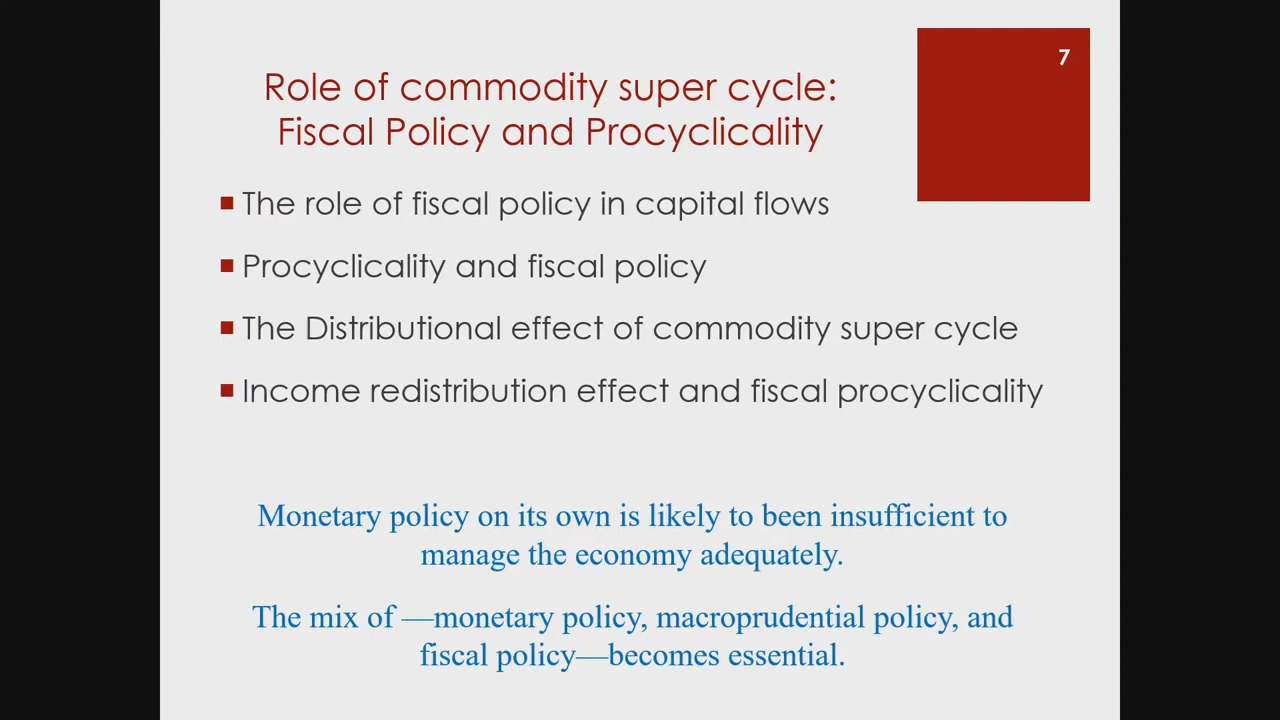 7
Role of commodity super cycle:
Fiscal Policy and Procyclicality
The role of fiscal policy in capital flows
Procyclicality and fiscal policy
The Distributional effect of commodity super cycle
Income redistribution effect and fiscal procyclicality
Monetary policy on its own is likely to been insufficient to
manage the economy adequately.
The mix of —monetary policy, macroprudential policy, and
fiscal policy—becomes essential.